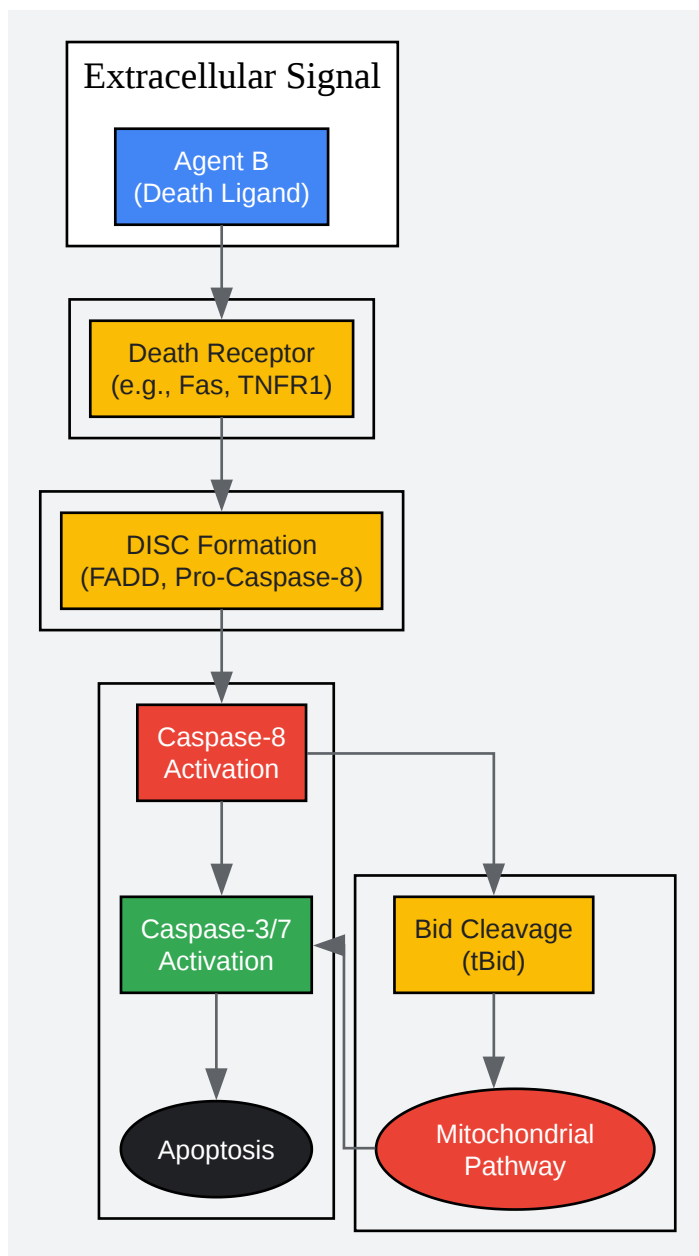 Extracellular Signal
Agent B
(Death Ligand)
Death Receptor
(e.g., Fas, TNFR1)
DISC Formation
(FADD, Pro-Caspase-8)
Caspase-8
Activation
Caspase-3/7
Activation
Bid Cleavage
(tBid)
Apoptosis
Mitochondrial
Pathway